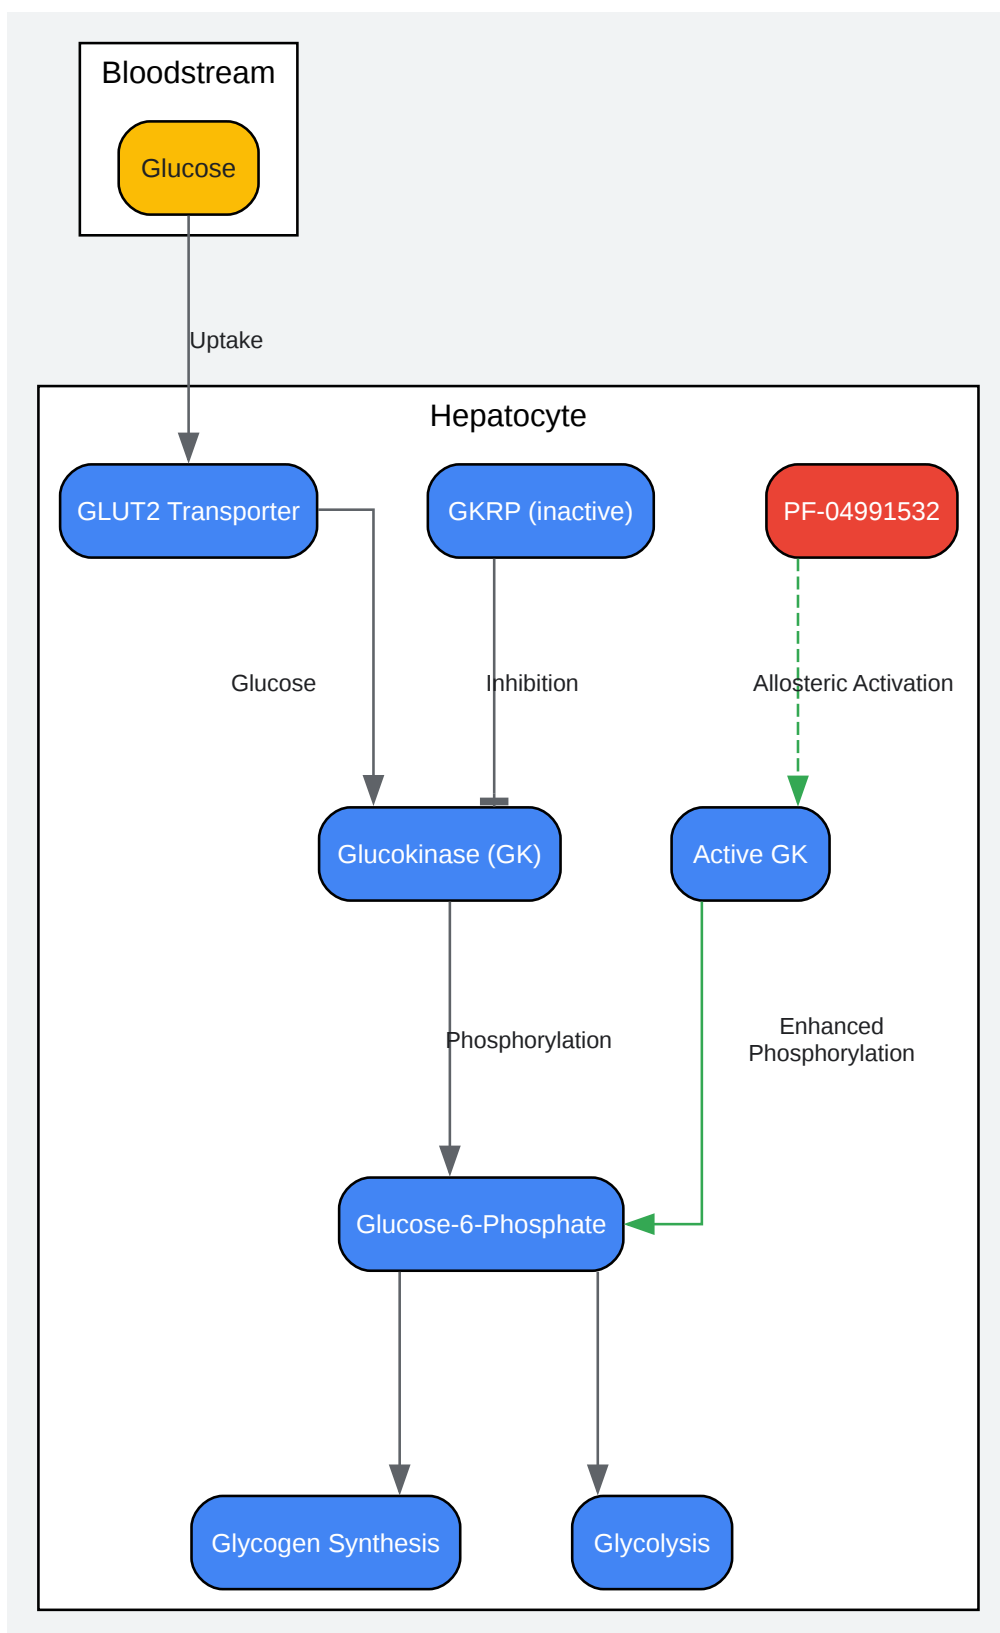 Bloodstream
Glucose
Uptake
Hepatocyte
GLUT2 Transporter
GKRP (inactive)
PF-04991532
Glucose
Inhibition
Allosteric Activation
Glucokinase (GK)
Active GK
Phosphorylation
Enhanced
Phosphorylation
Glucose-6-Phosphate
Glycogen Synthesis
Glycolysis